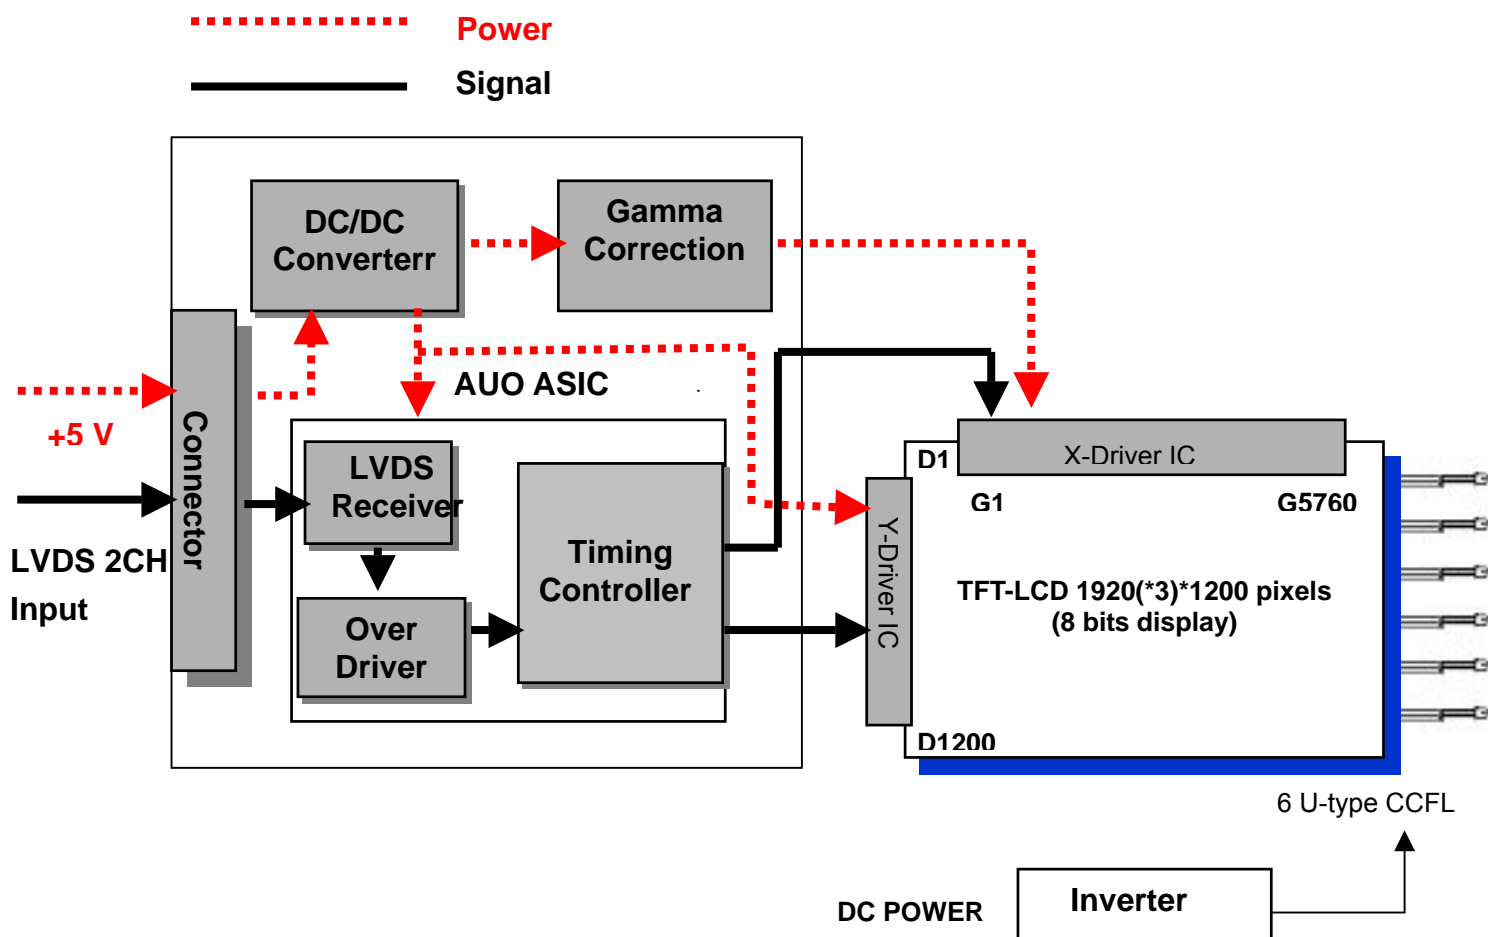 Power
Signal
DC/DC
Converterr
Gamma
Correction
+5 V
Connector
AUO ASIC
LVDS 2CH
Input
LVDS
Receiver
Over
Driver
Timing
Controller
X-Driver IC
D1
G1
G5760
Y-Driver IC
TFT-LCD 1920(*3)*1200 pixels
(8 bits display)
D1200
6 U-type CCFL
DC POWER
Inverter